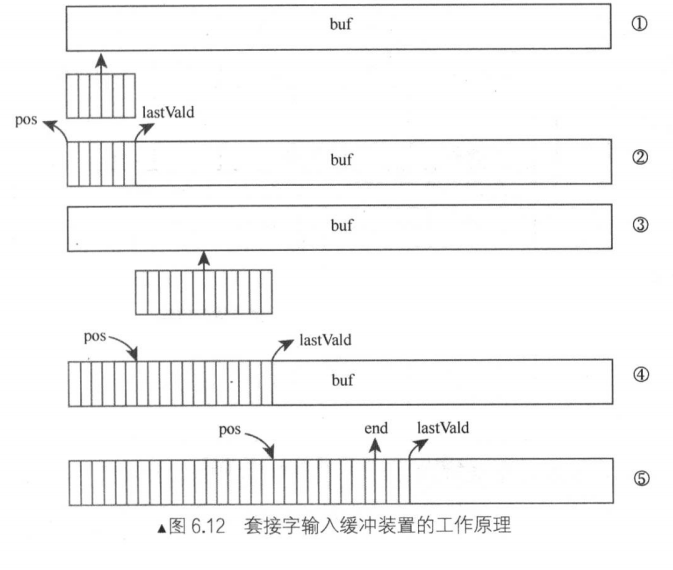 buf ①
pos lastVald
buf ②
buf ③
pos lastVald
buf ④
pos end lastVald
⑤
▲图 6.12 套接字输入缓冲装置的工作原理